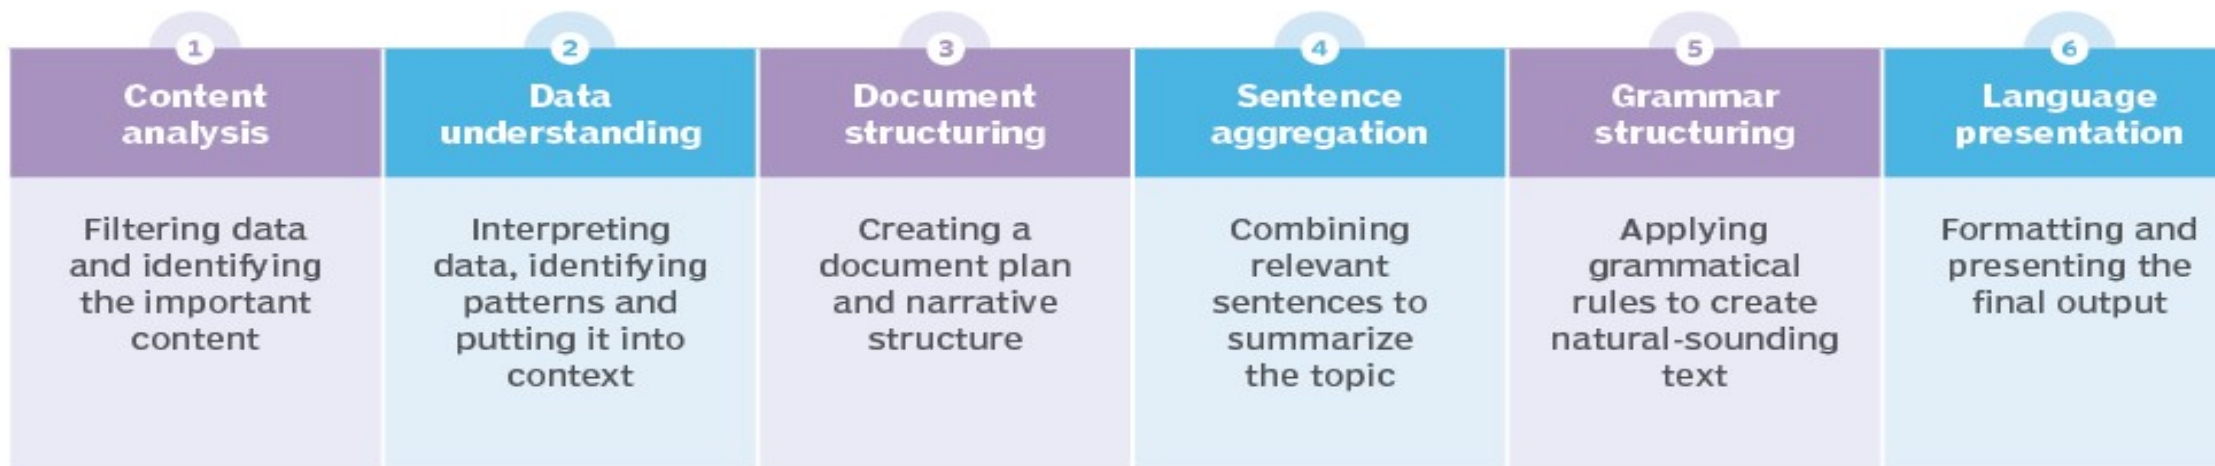 1
Content
analysis
Filtering data
and identifying
the important
content
2
Data
understanding
Interpreting
data, identifying
patterns and
putting it into
context
3
Document
structuring
Creating a
document plan
and narrative
structure
4
Sentence
aggregation
Combining
relevant
sentences to
summarize
the topic
5
Grammar
structuring
Applying
grammatical
rules to create
natural-sounding
text
6
Language
presentation
Formatting and
presenting the
final output